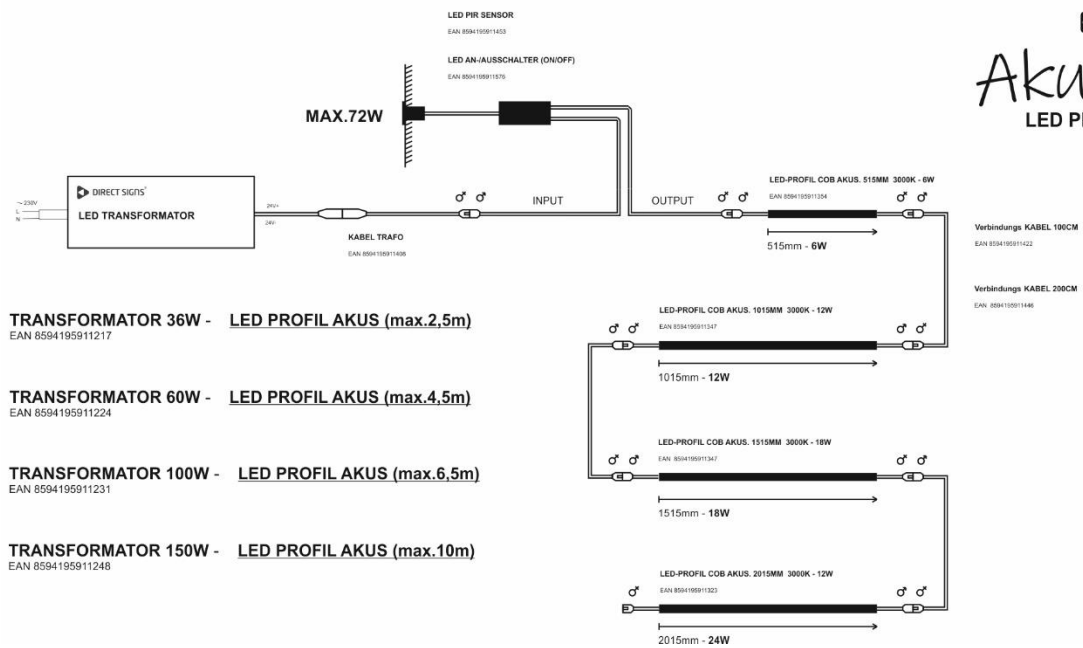 LED PIR SENSOR
EAN 8594195911453
LED AN-/AUSSCHALTER (ON/OFF)
EAN 8594195911576
Akus
LED P
MAX.72W
DIRECT SIGNS
LED TRANSFORMATOR
~230V
L
N
24V+
24V-
KABEL TRAFO
EAN 8594195911408
INPUT
OUTPUT
LED-PROFIL COB AKUS. 515MM 3000K - 6W
EAN 8594195911354
515mm - 6W
Verbindungs KABEL 100CM
EAN 8594195911422
Verbindungs KABEL 200CM
EAN 8594195911446
TRANSFORMATOR 36W - LED PROFIL AKUS (max.2,5m)
EAN 8594195911217
TRANSFORMATOR 60W - LED PROFIL AKUS (max.4,5m)
EAN 8594195911224
TRANSFORMATOR 100W - LED PROFIL AKUS (max.6,5m)
EAN 8594195911231
TRANSFORMATOR 150W - LED PROFIL AKUS (max.10m)
EAN 8594195911248
LED-PROFIL COB AKUS. 1015MM 3000K - 12W
EAN 8594195911347
1015mm - 12W
LED-PROFIL COB AKUS. 1515MM 3000K - 18W
EAN 8594195911347
1515mm - 18W
LED-PROFIL COB AKUS. 2015MM 3000K - 12W
EAN 8594195911323
2015mm - 24W